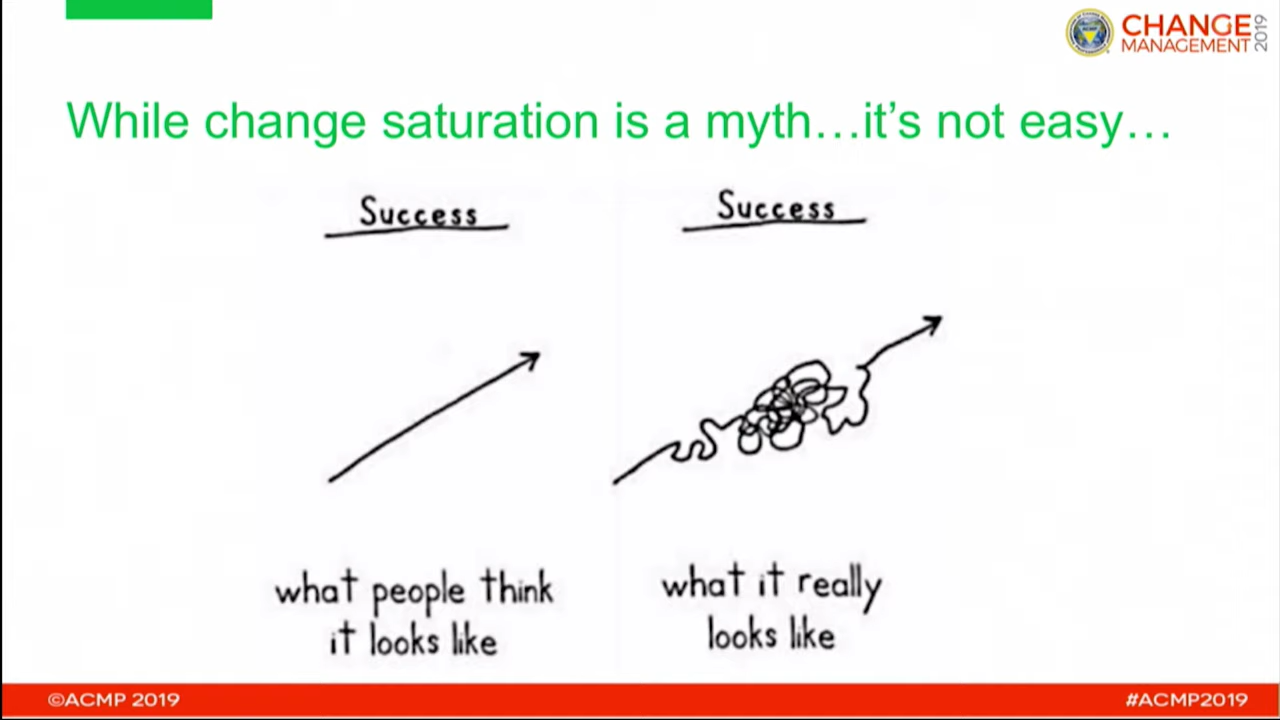 CHANGE
MANAGEMENT 2019
While change saturation is a myth…it's not easy…
Success
Success
what people think
it looks like
what it really
looks like
©ACMP 2019
#ACMP2019